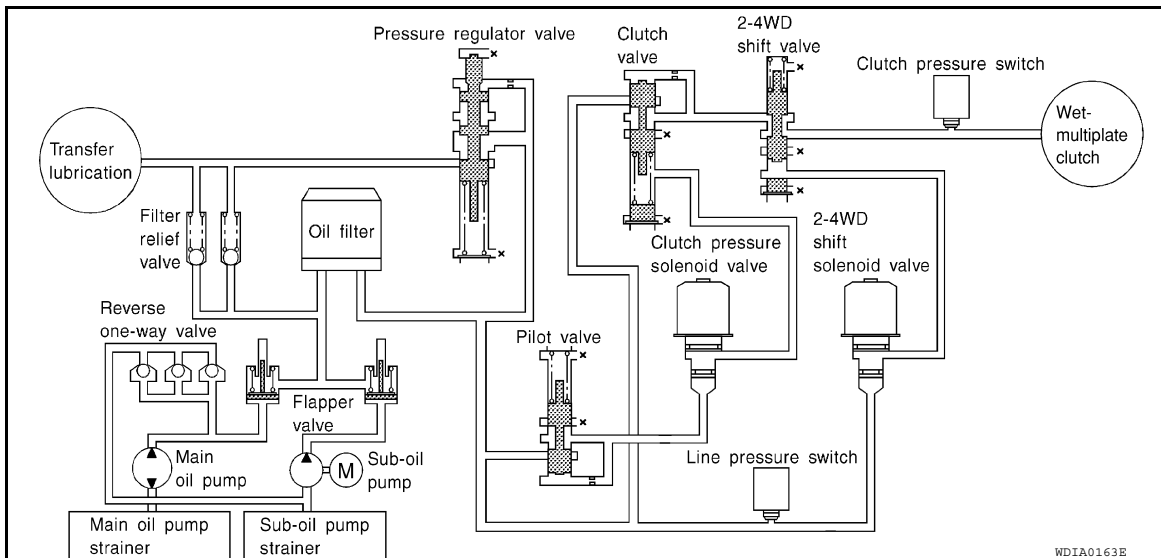 Pressure regulator valve
Clutch
valve
2-4WD
shift valve
Clutch pressure switch
Transfer
lubrication
Wet-
multiplate
clutch
Filter
relief
valve
Oil filter
Clutch pressure
solenoid valve
2-4WD
shift
solenoid valve
Reverse
one-way valve
Pilot valve
Flapper
valve
Main
oil pump
M
Sub-oil
pump
Line pressure switch
Main oil pump
strainer
Sub-oil pump
strainer
WDIA0163E